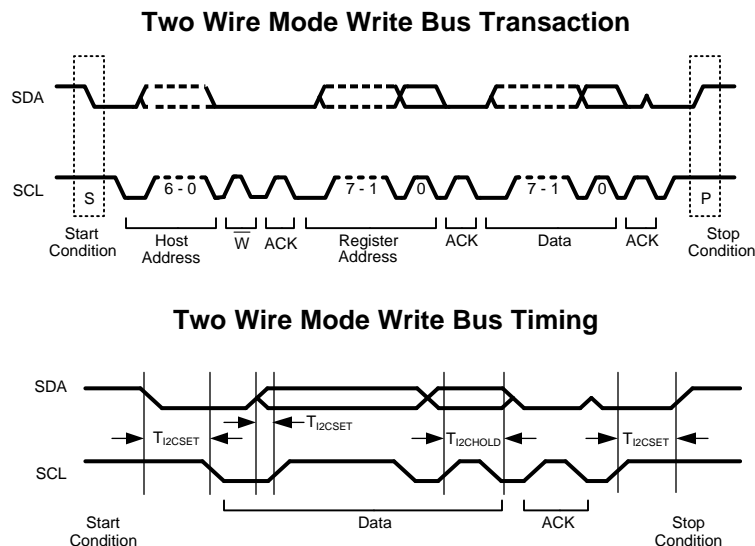 Two Wire Mode Write Bus Transaction
SDA
SCL
S
6 - 0
7 - 1
0
7 - 1
0
P
Start
Condition
Host
Address
W̅
ACK
Register
Address
ACK
Data
ACK
Stop
Condition
Two Wire Mode Write Bus Timing
SDA
TI2CSET
TI2CSET
TI2CHOLD
TI2CSET
SCL
Start
Condition
Data
ACK
Stop
Condition